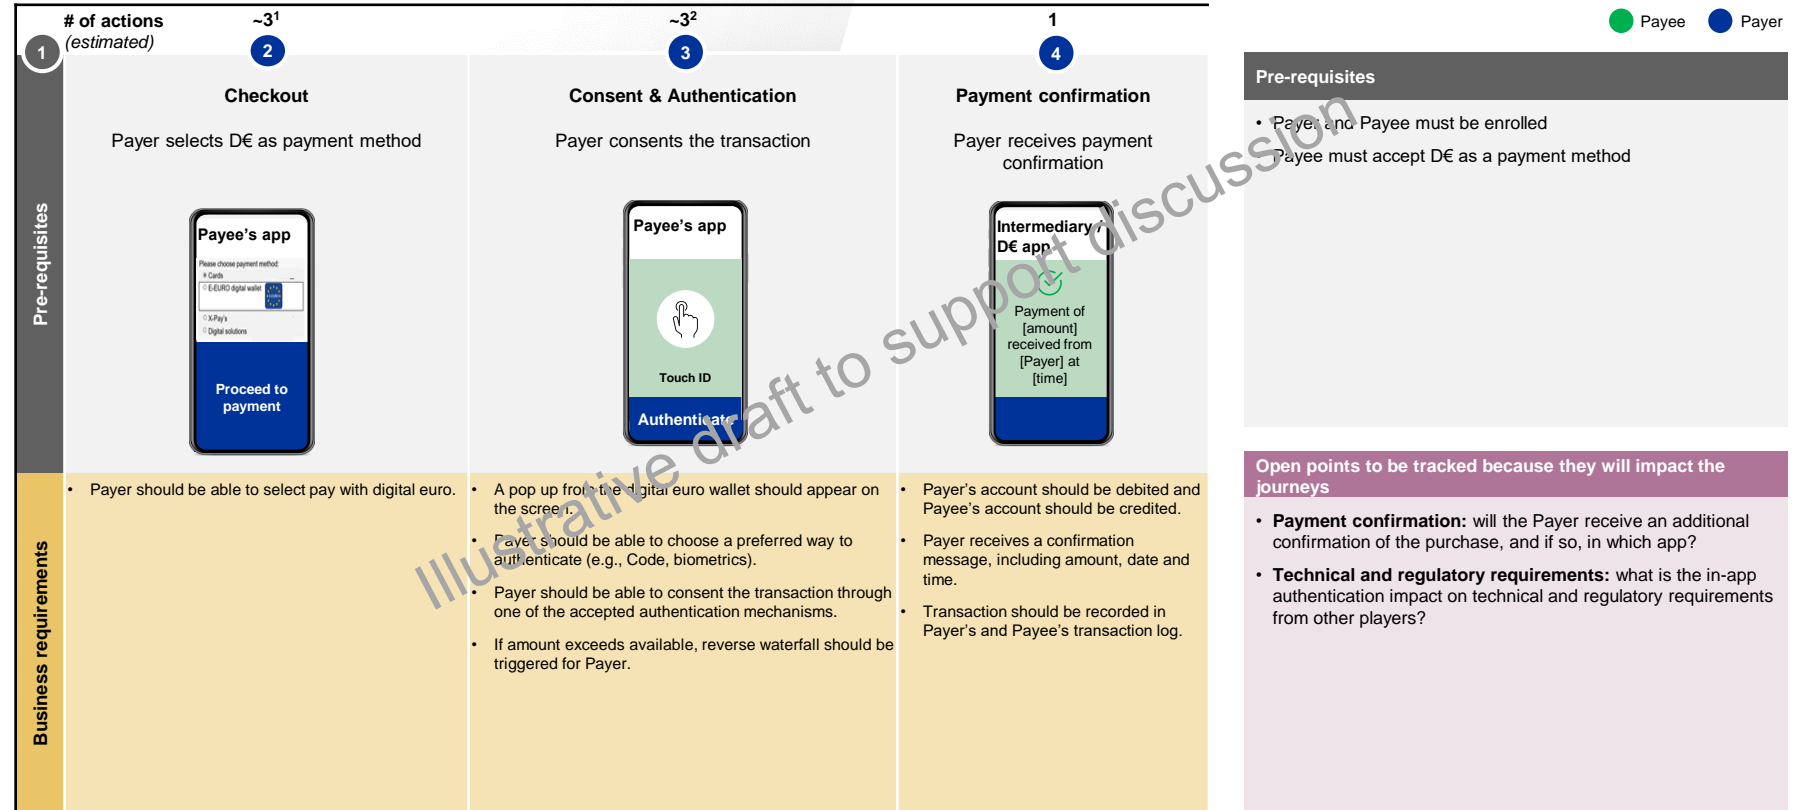 # of actions
(estimated)
~3¹
~3²
1
Payee
Payer
1
2
3
4
Pre-requisites
Checkout
Payer selects D€ as payment method
Payee's app
Please choose payment method:
Cards
E-EURO digital wallet
X-Pay's
Digital solutions
Proceed to
payment
Consent & Authentication
Payer consents the transaction
Payee's app
Touch ID
Authenticate
Payment confirmation
Payer receives payment
confirmation
Intermediary /
D€ app
Payment of
[amount]
received from
[Payer] at
[time]
Business requirements
• Payer should be able to select pay with digital euro.
• A pop up from the digital euro wallet should appear on
the screen.
• Payer should be able to choose a preferred way to
authenticate (e.g., Code, biometrics).
• Payer should be able to consent the transaction through
one of the accepted authentication mechanisms.
• If amount exceeds available, reverse waterfall should be
triggered for Payer.
• Payer's account should be debited and
Payee's account should be credited.
• Payer receives a confirmation
message, including amount, date and
time.
• Transaction should be recorded in
Payer's and Payee's transaction log.
Pre-requisites
• Payer and Payee must be enrolled
• Payee must accept D€ as a payment method
Open points to be tracked because they will impact the
journeys
• Payment confirmation: will the Payer receive an additional
confirmation of the purchase, and if so, in which app?
• Technical and regulatory requirements: what is the in-app
authentication impact on technical and regulatory requirements
from other players?
Illustrative draft to support discussion